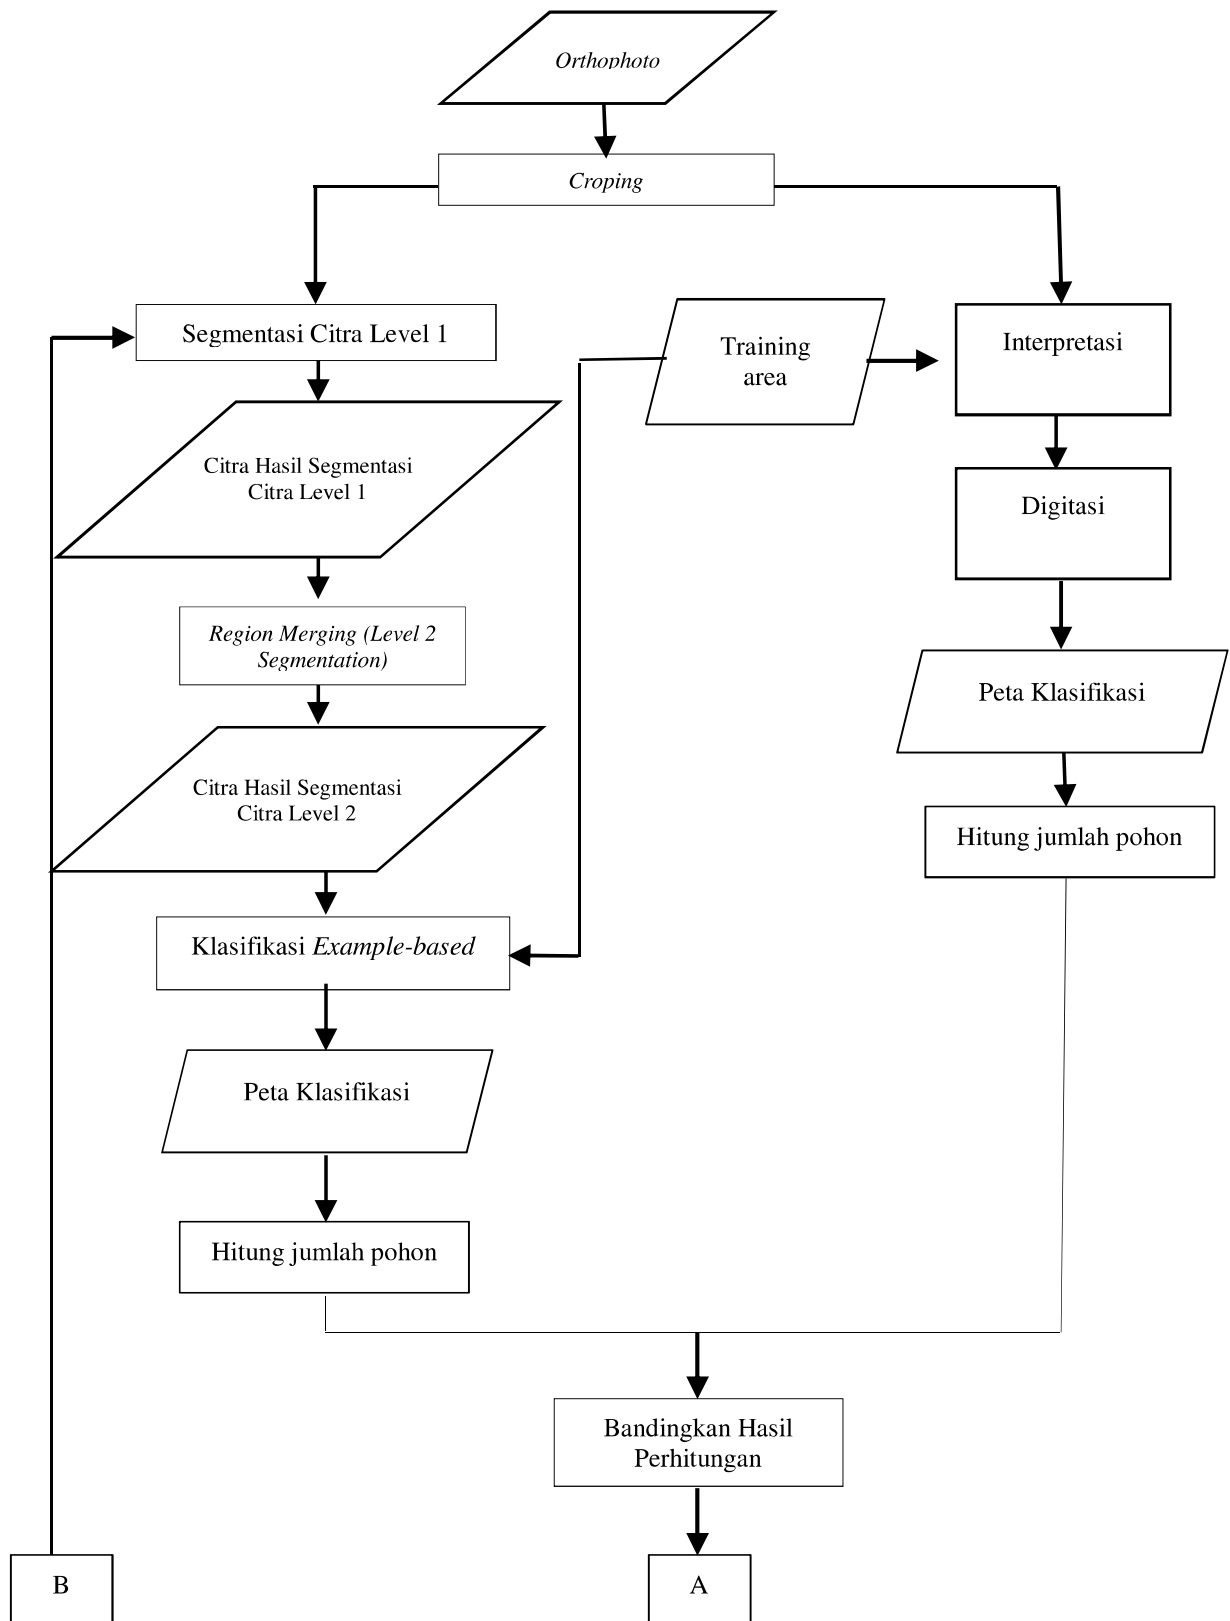 Orthophoto
Croping
Segmentasi Citra Level 1
Training
area
Interpretasi
Citra Hasil Segmentasi
Citra Level 1
Digitasi
Region Merging (Level 2
Segmentation)
Peta Klasifikasi
Citra Hasil Segmentasi
Citra Level 2
Hitung jumlah pohon
Klasifikasi Example-based
Peta Klasifikasi
Hitung jumlah pohon
Bandingkan Hasil
Perhitungan
B
A